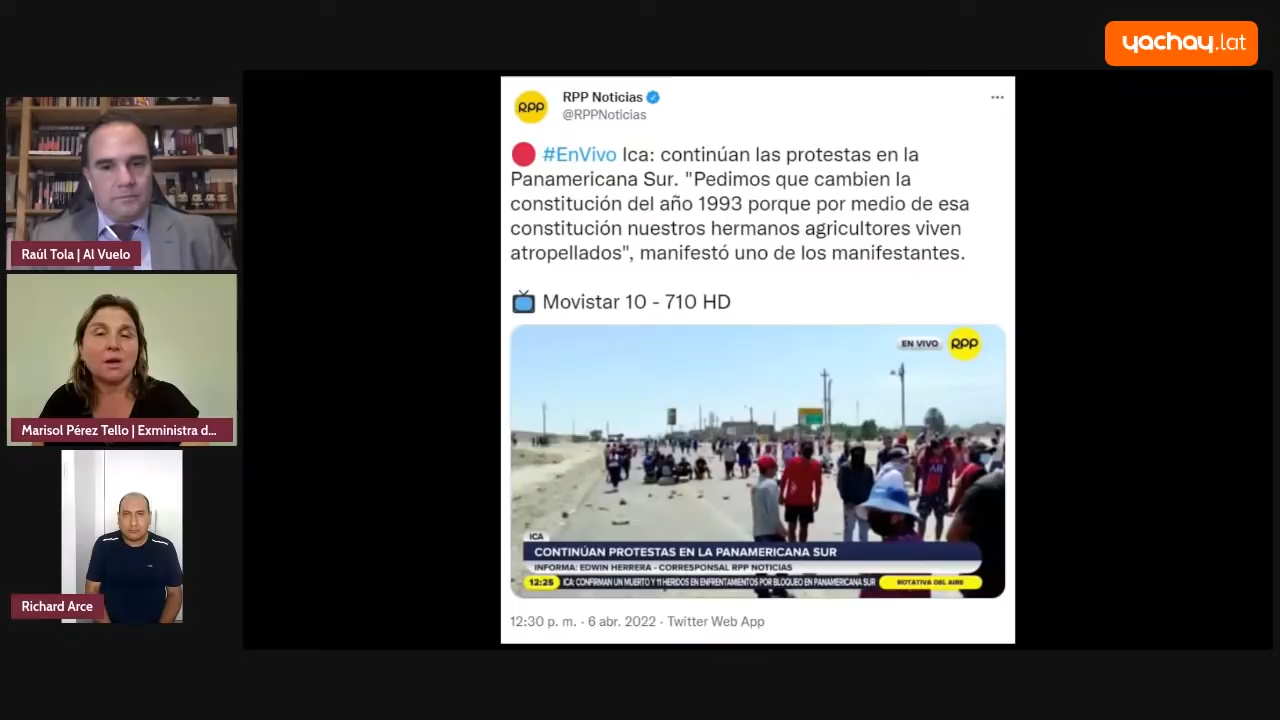 yachay.lat
RPP
RPP Noticias
@RPPNoticias
#EnVivo Ica: continúan las protestas en la
Panamericana Sur. "Pedimos que cambien la
constitución del año 1993 porque por medio de esa
constitución nuestros hermanos agricultores viven
atropellados", manifestó uno de los manifestantes.
Movistar 10 - 710 HD
EN VIVO
RPP
ICA
CONTINÚAN PROTESTAS EN LA PANAMERICANA SUR
INFORMA: EDWIN HERRERA - CORRESPONSAL RPP NOTICIAS
12:25 ICA: CONFIRMAN UN MUERTO Y 11 HERIDOS EN ENFRENTAMIENTOS POR BLOQUEO EN PANAMERICANA SUR ROTATIVA DEL AIRE
12:30 p. m. · 6 abr. 2022 · Twitter Web App
Raúl Tola | Al Vuelo
Marisol Pérez Tello | Exministra d...
Richard Arce